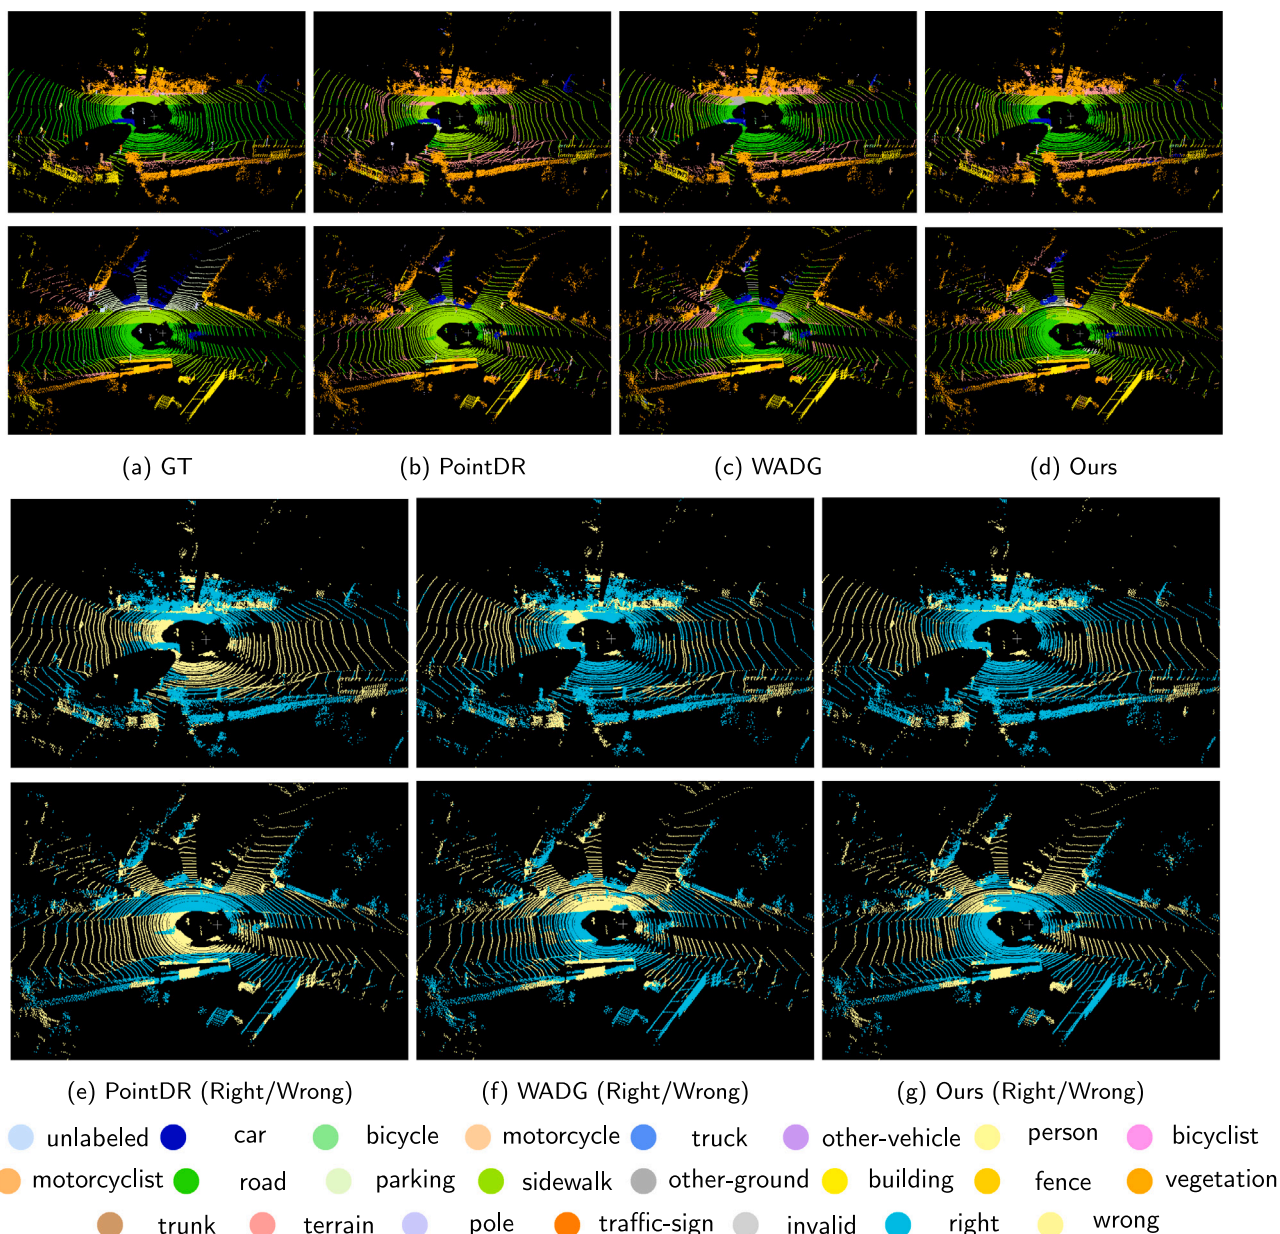 (a) GT (b) PointDR (c) WADG (d) Ours
(e) PointDR (Right/Wrong) (f) WADG (Right/Wrong) (g) Ours (Right/Wrong)
unlabeled car bicycle motorcycle truck other-vehicle person bicyclist
motorcyclist road parking sidewalk other-ground building fence vegetation
trunk terrain pole traffic-sign invalid right wrong